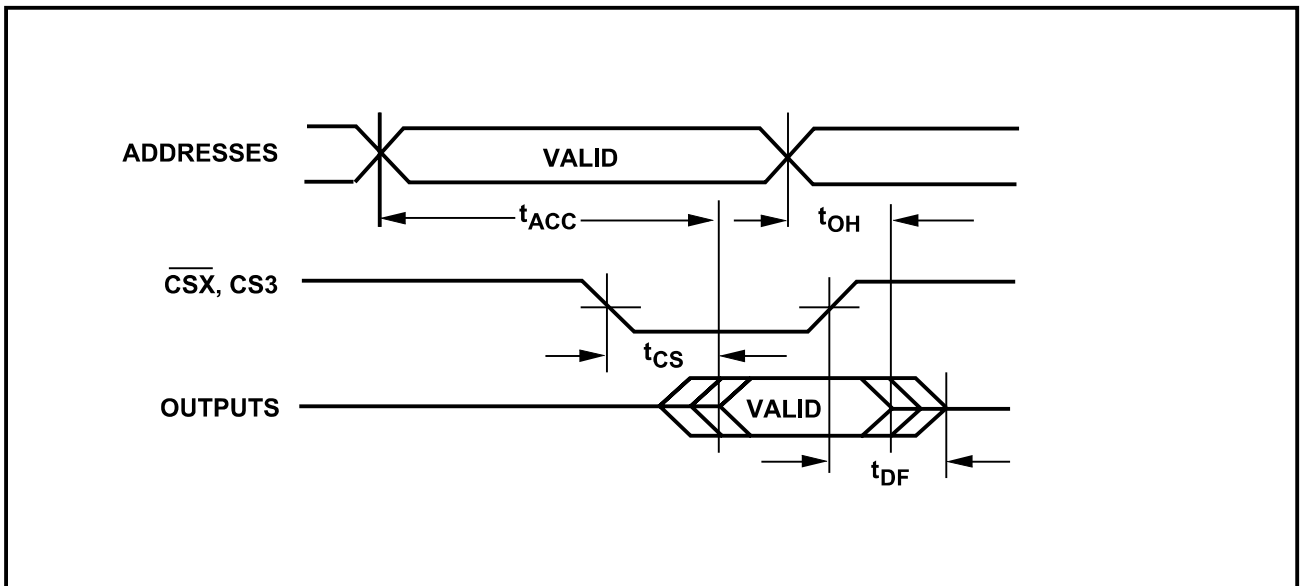 ADDRESSES
VALID
tACC
tOH
CSX, CS3
tCS
OUTPUTS
VALID
tDF